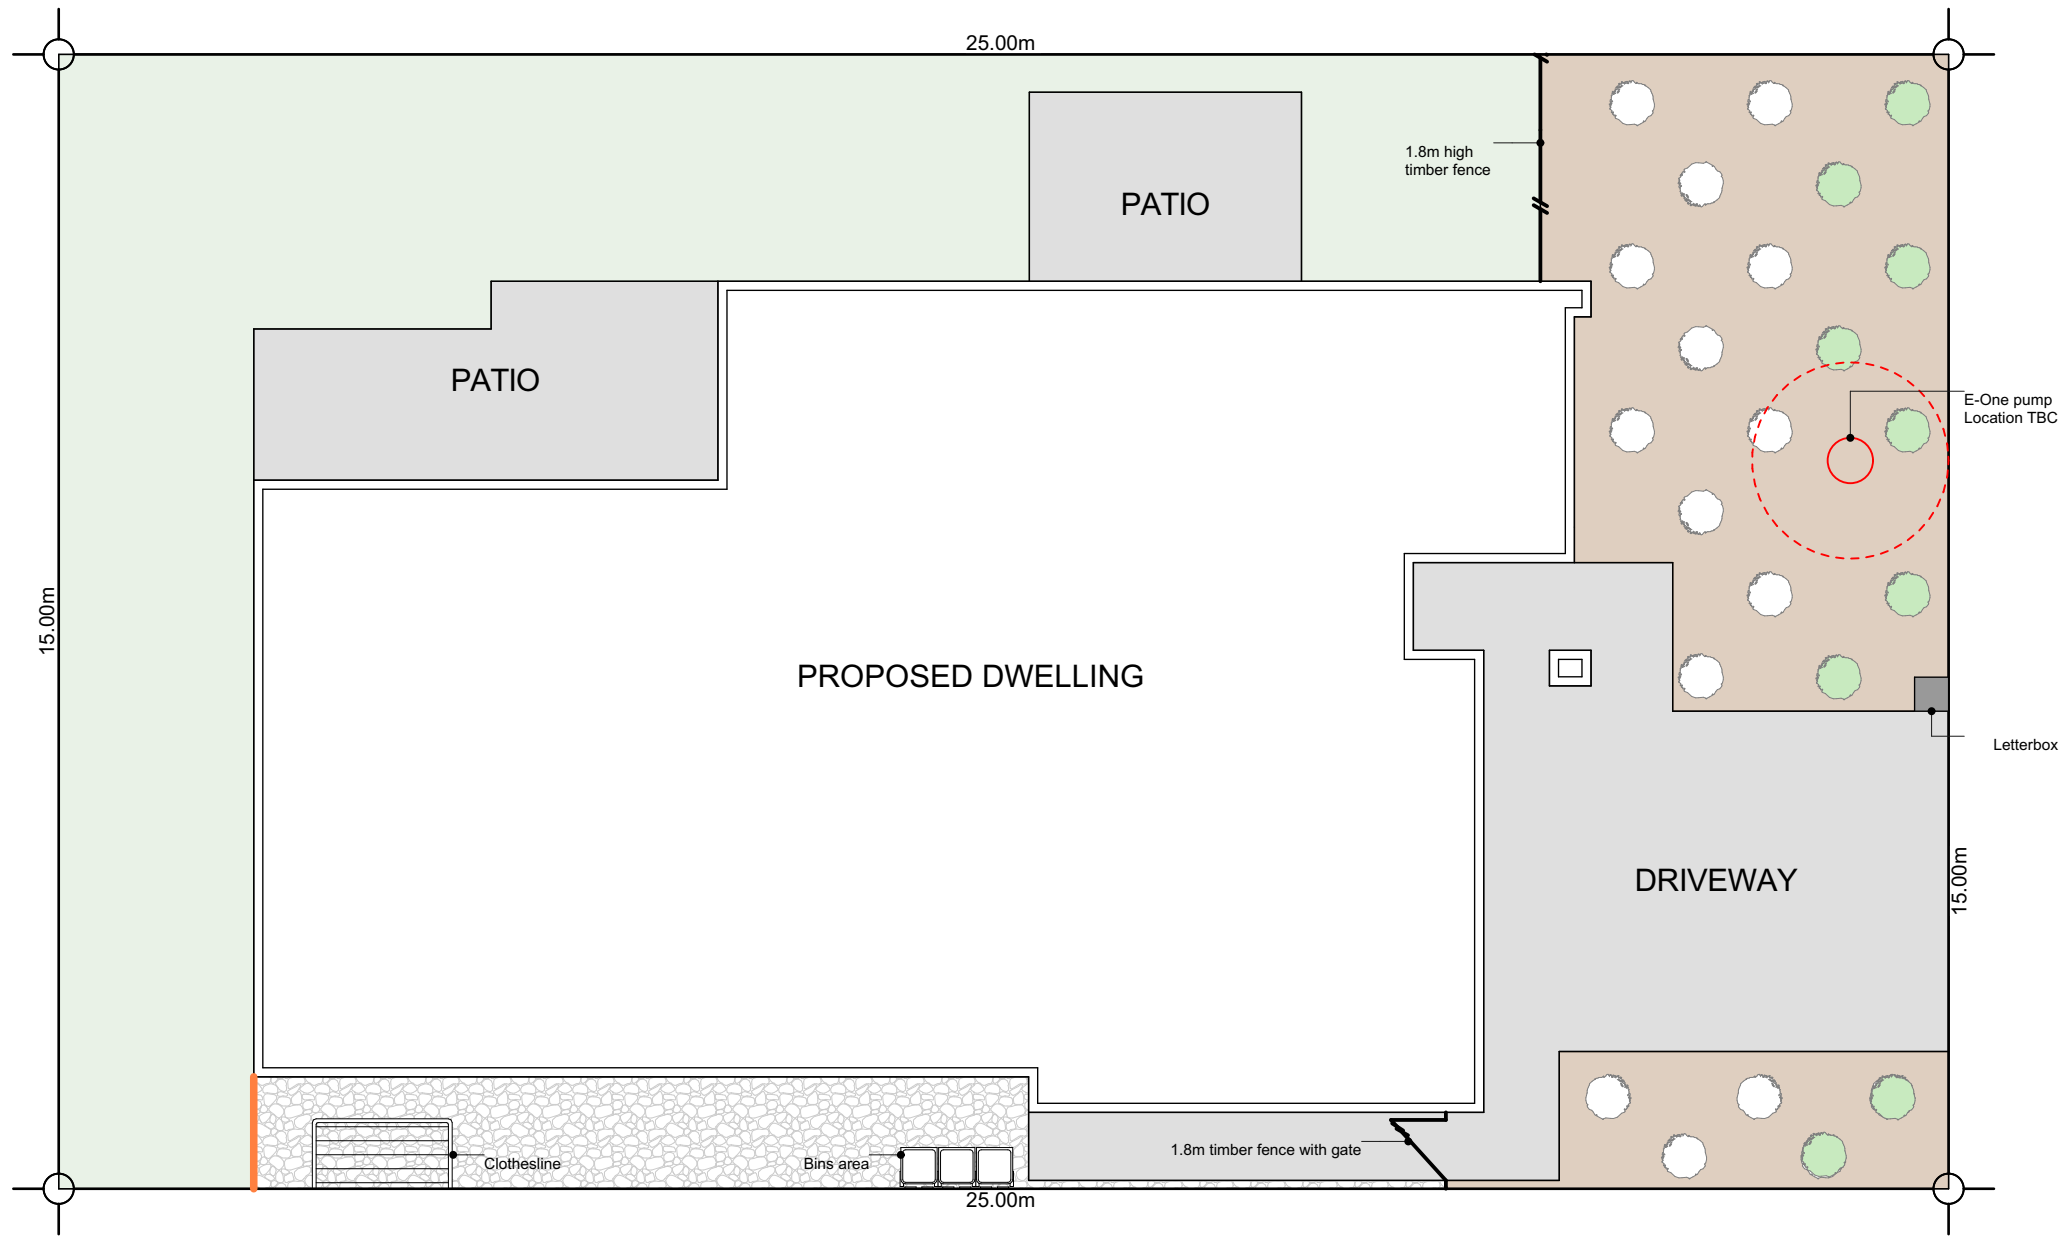 25.00m
1.8m high
timber fence
PATIO
PATIO
E-One pump
Location TBC
15.00m
PROPOSED DWELLING
Letterbox
DRIVEWAY
15.00m
1.8m timber fence with gate
Clothesline
Bins area
25.00m